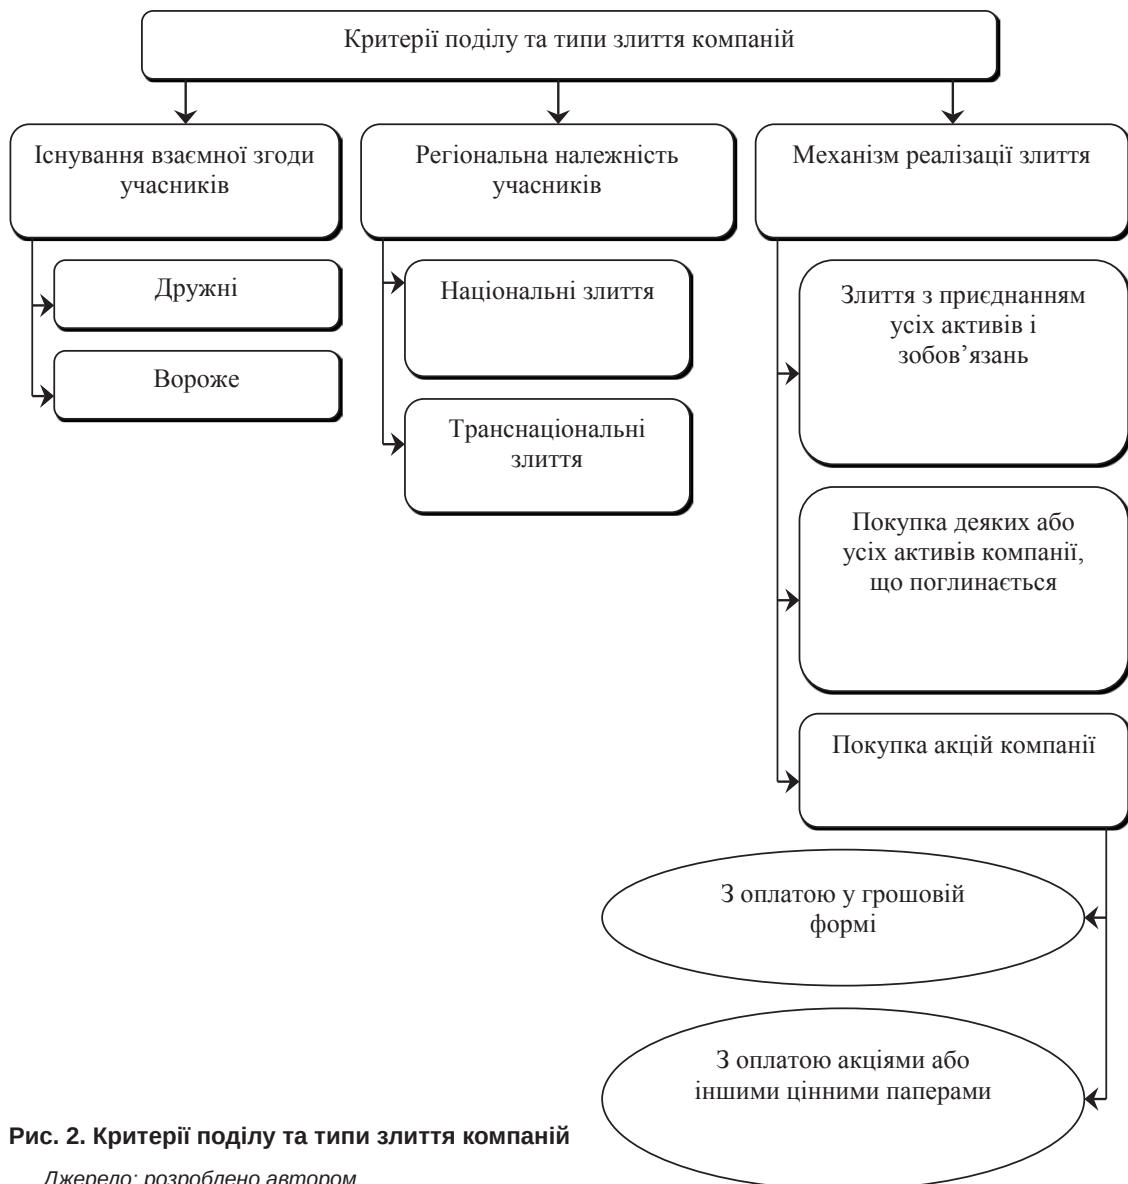 Критерії поділу та типи злиття компаній
Існування взаємної згоди
учасників
Дружні
Вороже
Регіональна належність
учасників
Національні злиття
Транснаціональні
злиття
Механізм реалізації злиття
Злиття з приєднанням
усіх активів і
зобов’язань
Покупка деяких або
усіх активів компанії,
що поглинається
Покупка акцій компанії
З оплатою у грошовій
формі
З оплатою акціями або
іншими цінними паперами
Рис. 2. Критерії поділу та типи злиття компаній
Джерело: розроблено автором